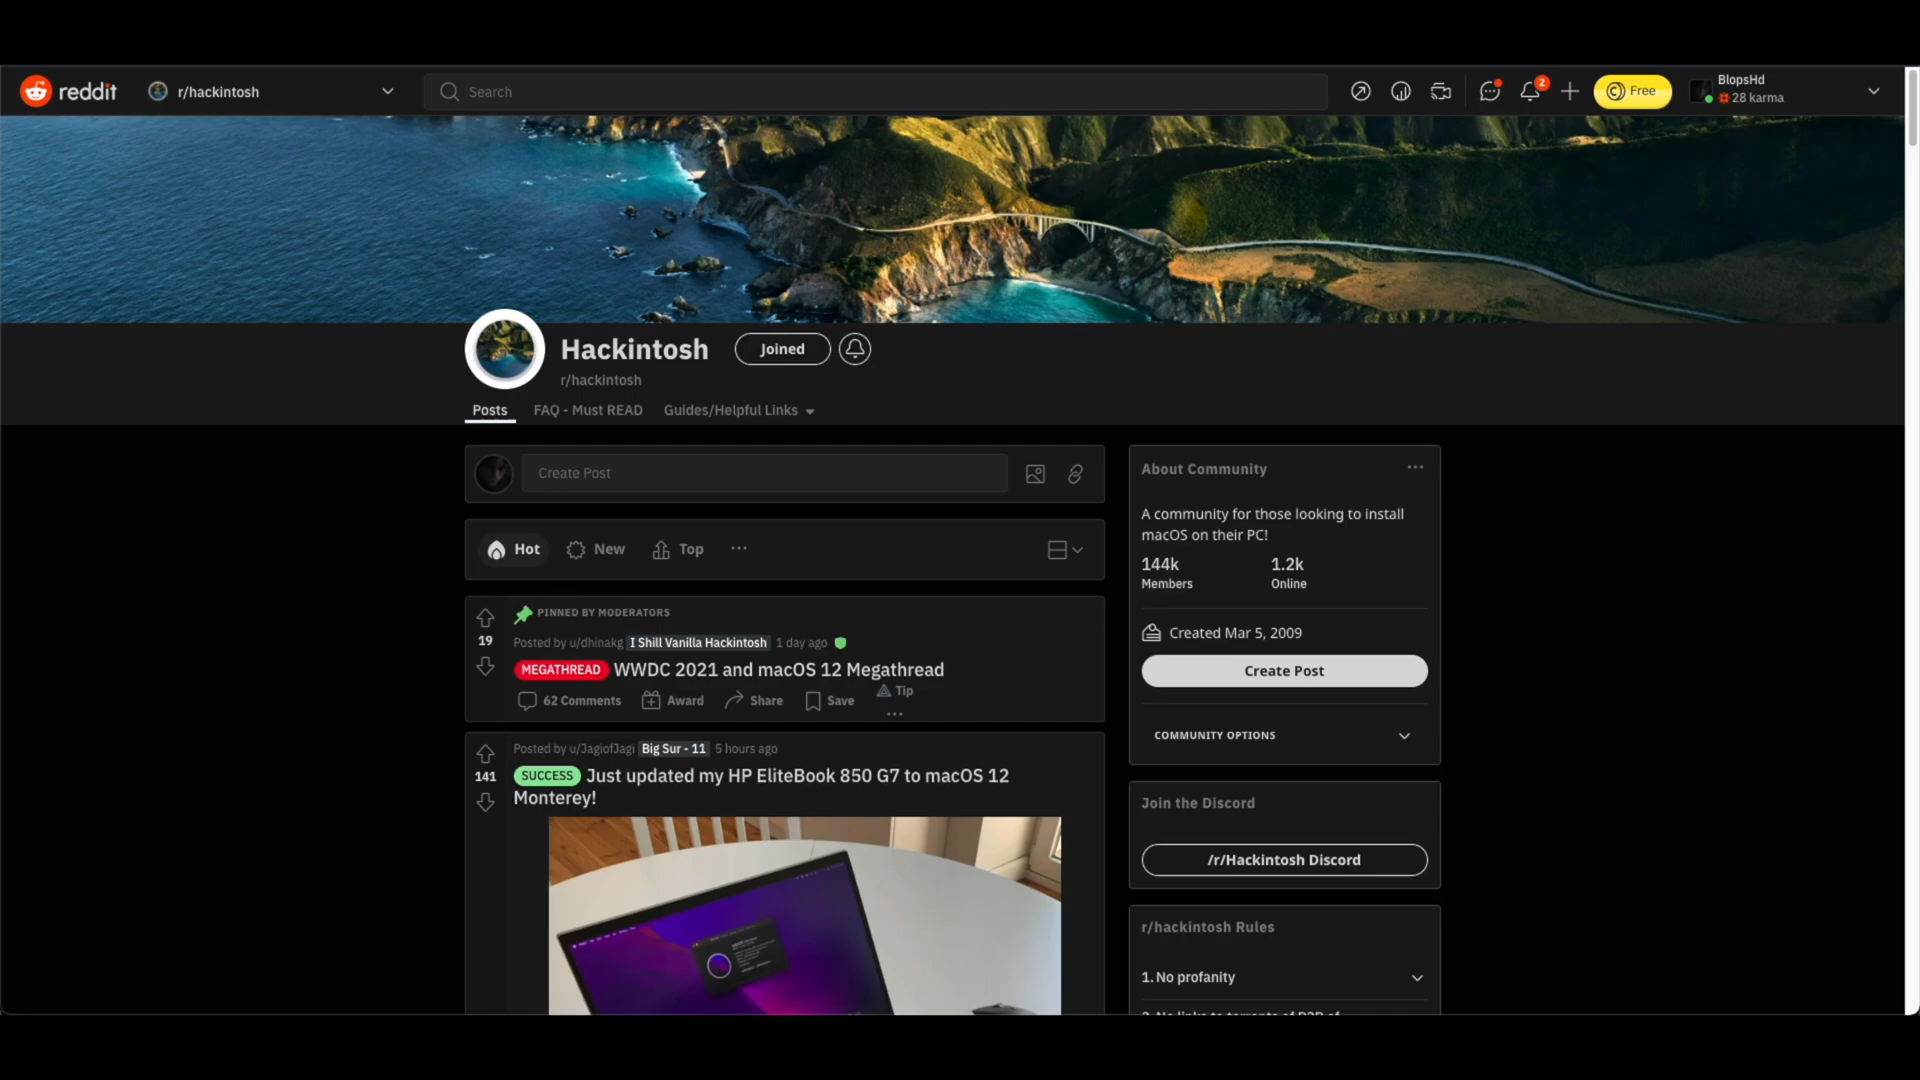 reddit
r/hackintosh
Search
2
Free
BlopsHd
28 karma
Hackintosh
Joined
r/hackintosh
Posts
FAQ - Must READ
Guides/Helpful Links
Create Post
Hot
New
Top
PINNED BY MODERATORS
19
Posted by u/dhinakg I Shill Vanilla Hackintosh 1 day ago
MEGATHREAD WWDC 2021 and macOS 12 Megathread
62 Comments
Award
Share
Save
Tip
141
Posted by u/JagiofJagi Big Sur - 11 5 hours ago
SUCCESS Just updated my HP EliteBook 850 G7 to macOS 12
Monterey!
About Community
A community for those looking to install
macOS on their PC!
144k
Members
1.2k
Online
Created Mar 5, 2009
Create Post
COMMUNITY OPTIONS
Join the Discord
/r/Hackintosh Discord
r/hackintosh Rules
1. No profanity